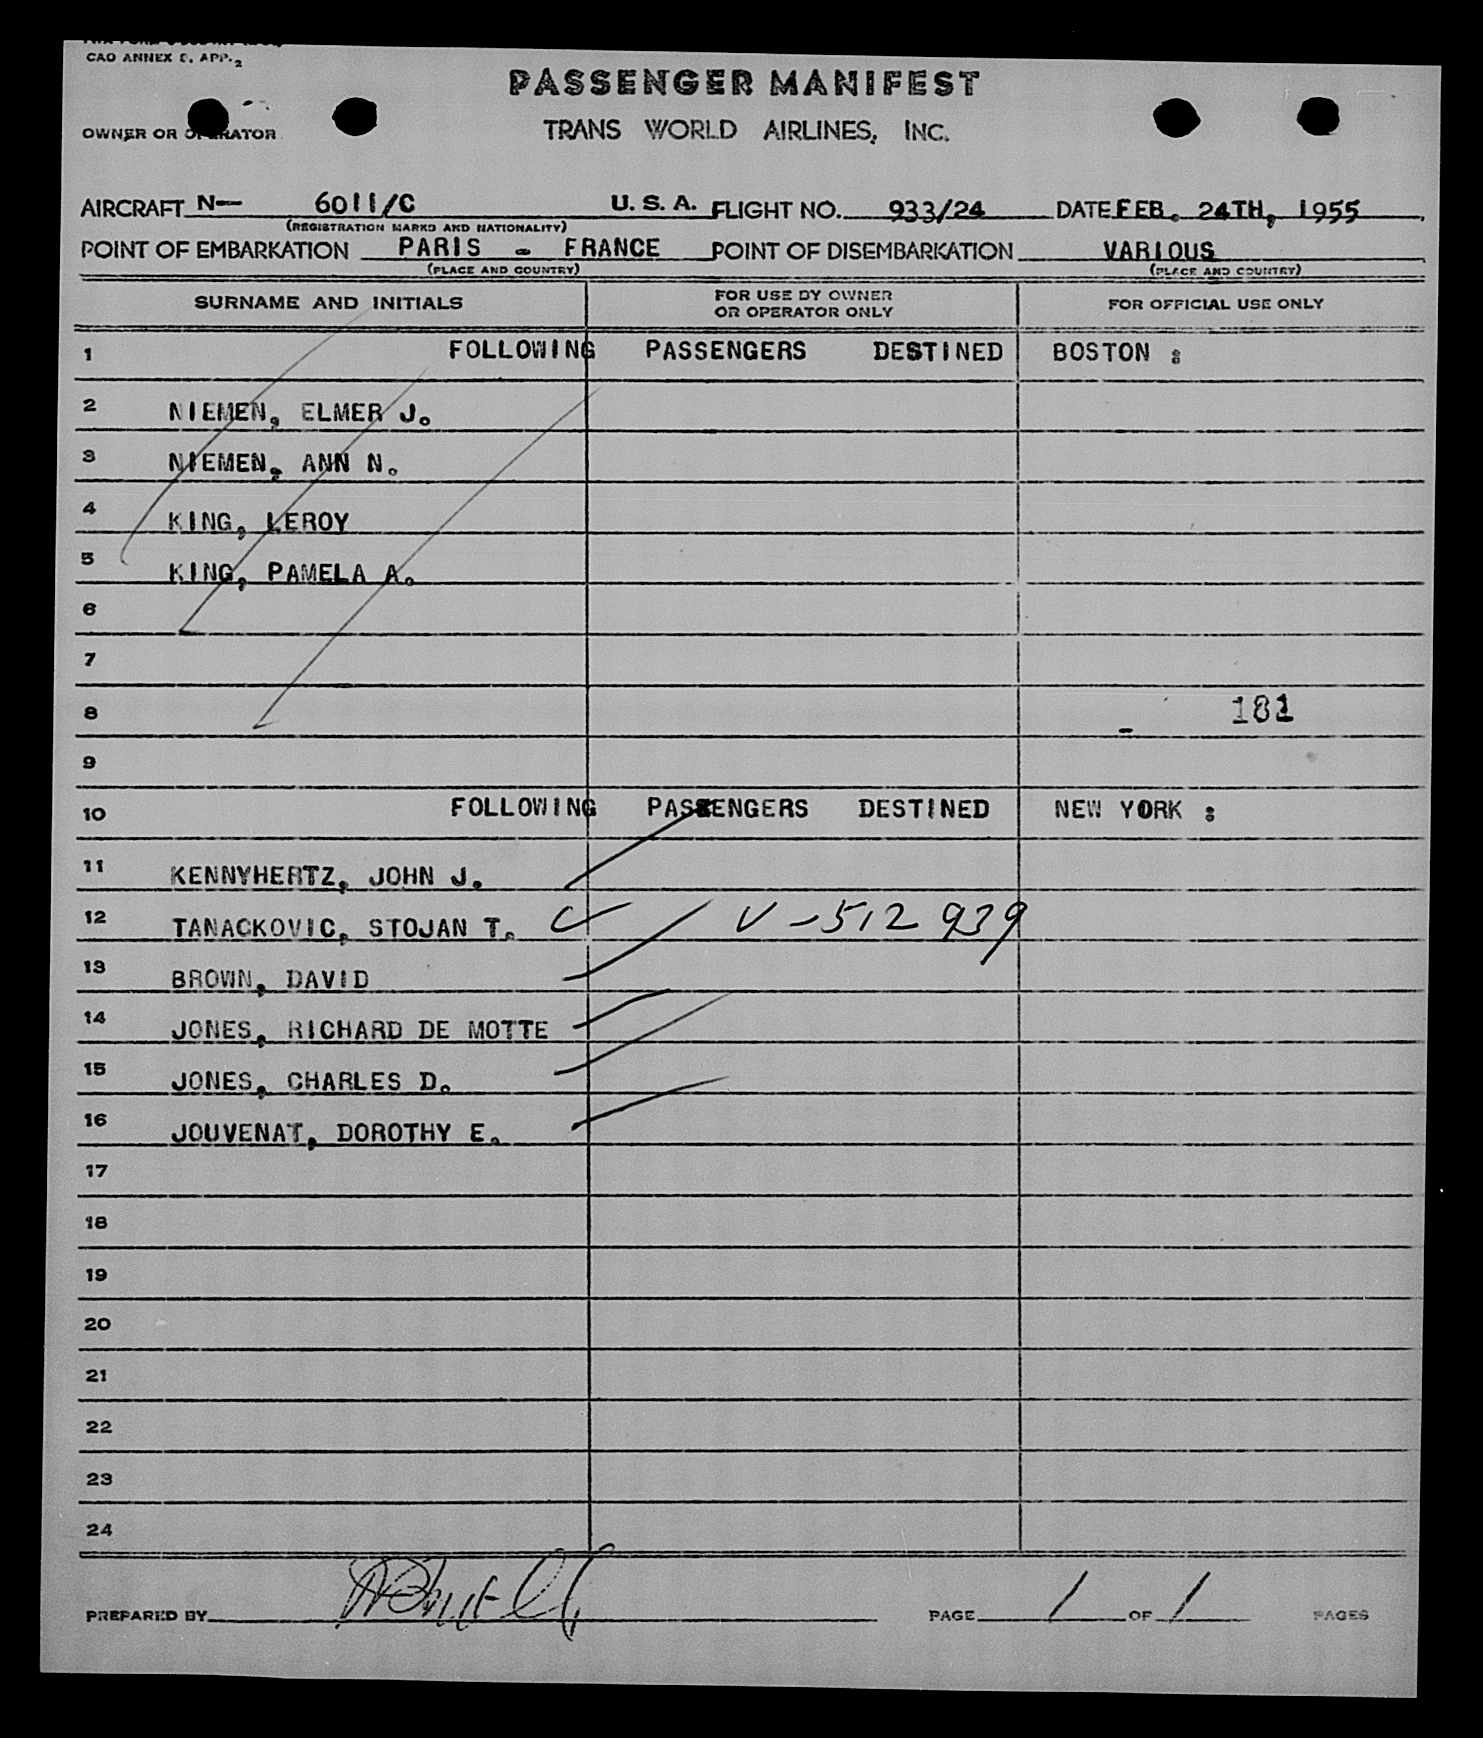 CAO ANNEX E, APP. 2
PASSENGER MANIFEST
OWNER OR OPERATOR TRANS WORLD AIRLINES, INC.
AIRCRAFT N— 6011/C U. S. A. FLIGHT NO. 933/24 DATE FEB. 24TH, 1955
(REGISTRATION MARKS AND NATIONALITY)
POINT OF EMBARKATION PARIS - FRANCE POINT OF DISEMBARKATION VARIOUS
(PLACE AND COUNTRY) (PLACE AND COUNTRY)
SURNAME AND INITIALS FOR USE BY OWNER OR OPERATOR ONLY FOR OFFICIAL USE ONLY
1 FOLLOWING PASSENGERS DESTINED BOSTON :
2 NIEMEN, ELMER J.
3 NIEMEN, ANN N.
4 KING, LEROY
5 KING, PAMELA A.
6
7
8 181
9
10 FOLLOWING PASSENGERS DESTINED NEW YORK :
11 KENNYHERTZ, JOHN J.
12 TANACKOVIC, STOJAN T. V-512 939
13 BROWN, DAVID
14 JONES, RICHARD DE MOTTE
15 JONES, CHARLES D.
16 JOUVENAT, DOROTHY E.
17
18
19
20
21
22
23
24
PREPARED BY PAGE 1 OF 1 PAGES